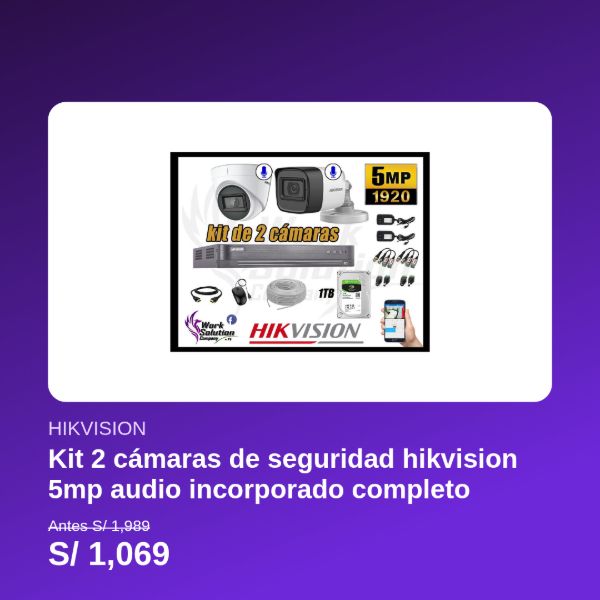 5MP
1920
kit de 2 cámaras
1TB
Work
Solution
Company
HIKVISION
HIKVISION
Kit 2 cámaras de seguridad hikvision
5mp audio incorporado completo
Antes S/ 1,989
S/ 1,069